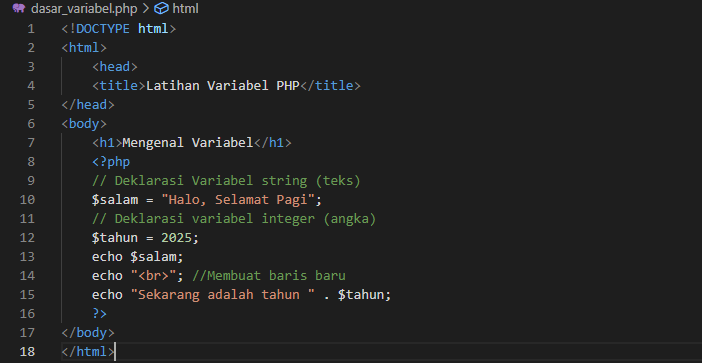 dasar_variabel.php > html
1 <!DOCTYPE html>
2 <html>
3     <head>
4     <title>Latihan Variabel PHP</title>
5 </head>
6 <body>
7     <h1>Mengenal Variabel</h1>
8     <?php
9     // Deklarasi Variabel string (teks)
10     $salam = "Halo, Selamat Pagi";
11     // Deklarasi variabel integer (angka)
12     $tahun = 2025;
13     echo $salam;
14     echo "<br>"; //Membuat baris baru
15     echo "Sekarang adalah tahun " . $tahun;
16     ?>
17 </body>
18 </html>